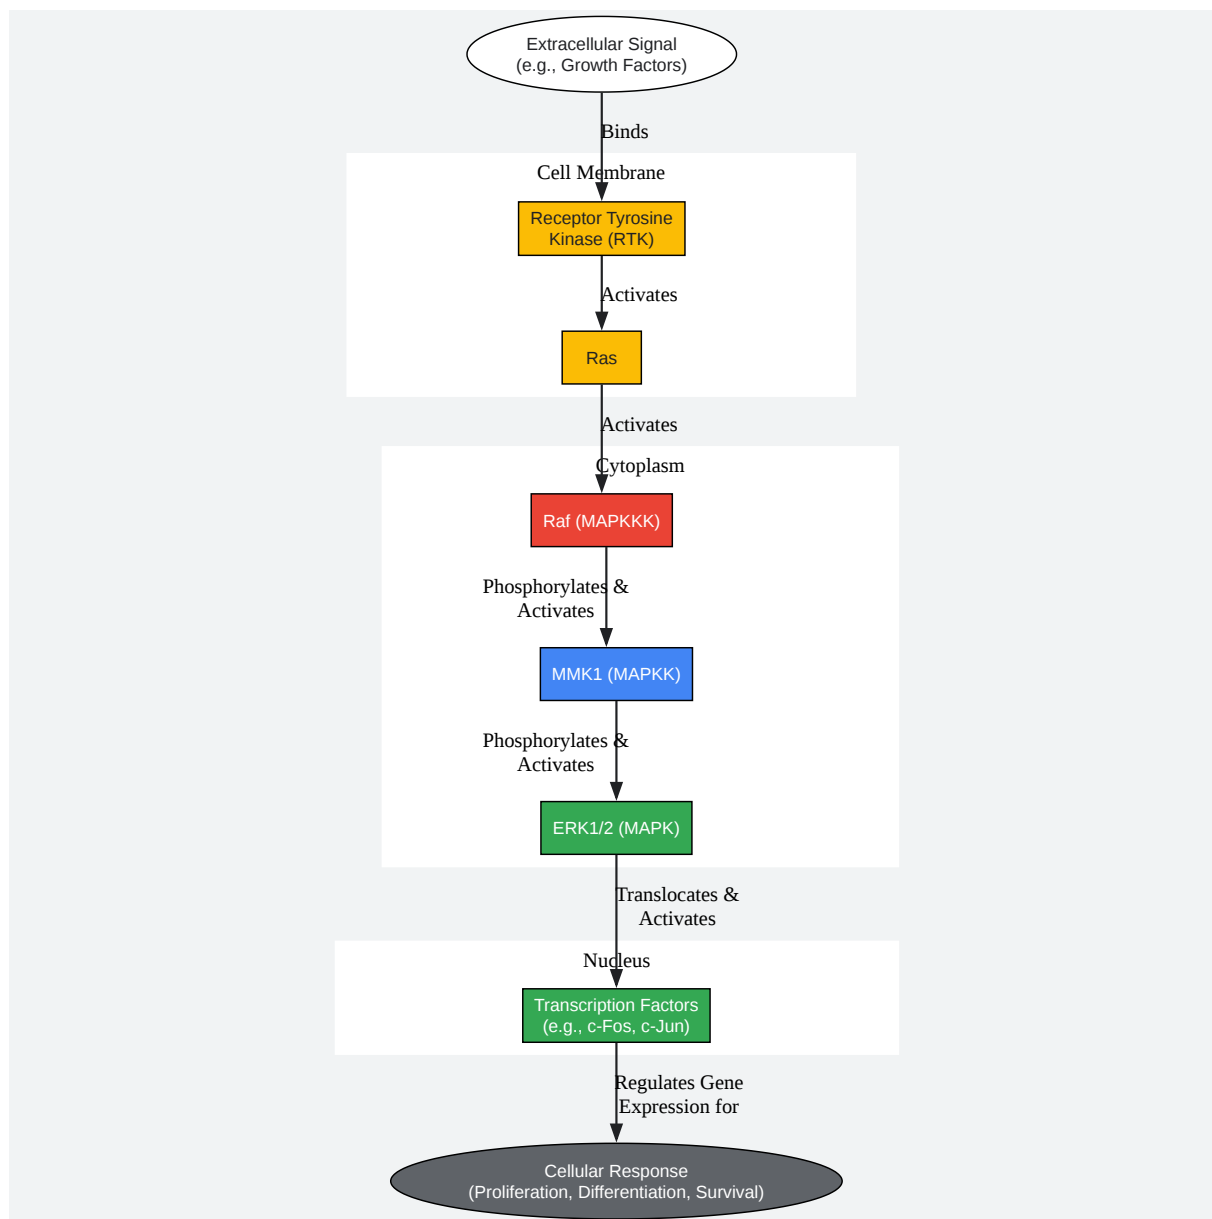 Extracellular Signal
(e.g., Growth Factors)
Binds
Cell Membrane
Receptor Tyrosine
Kinase (RTK)
Activates
Ras
Activates
Cytoplasm
Raf (MAPKKK)
Phosphorylates &
Activates
MMK1 (MAPKK)
Phosphorylates &
Activates
ERK1/2 (MAPK)
Translocates &
Activates
Nucleus
Transcription Factors
(e.g., c-Fos, c-Jun)
Regulates Gene
Expression for
Cellular Response
(Proliferation, Differentiation, Survival)